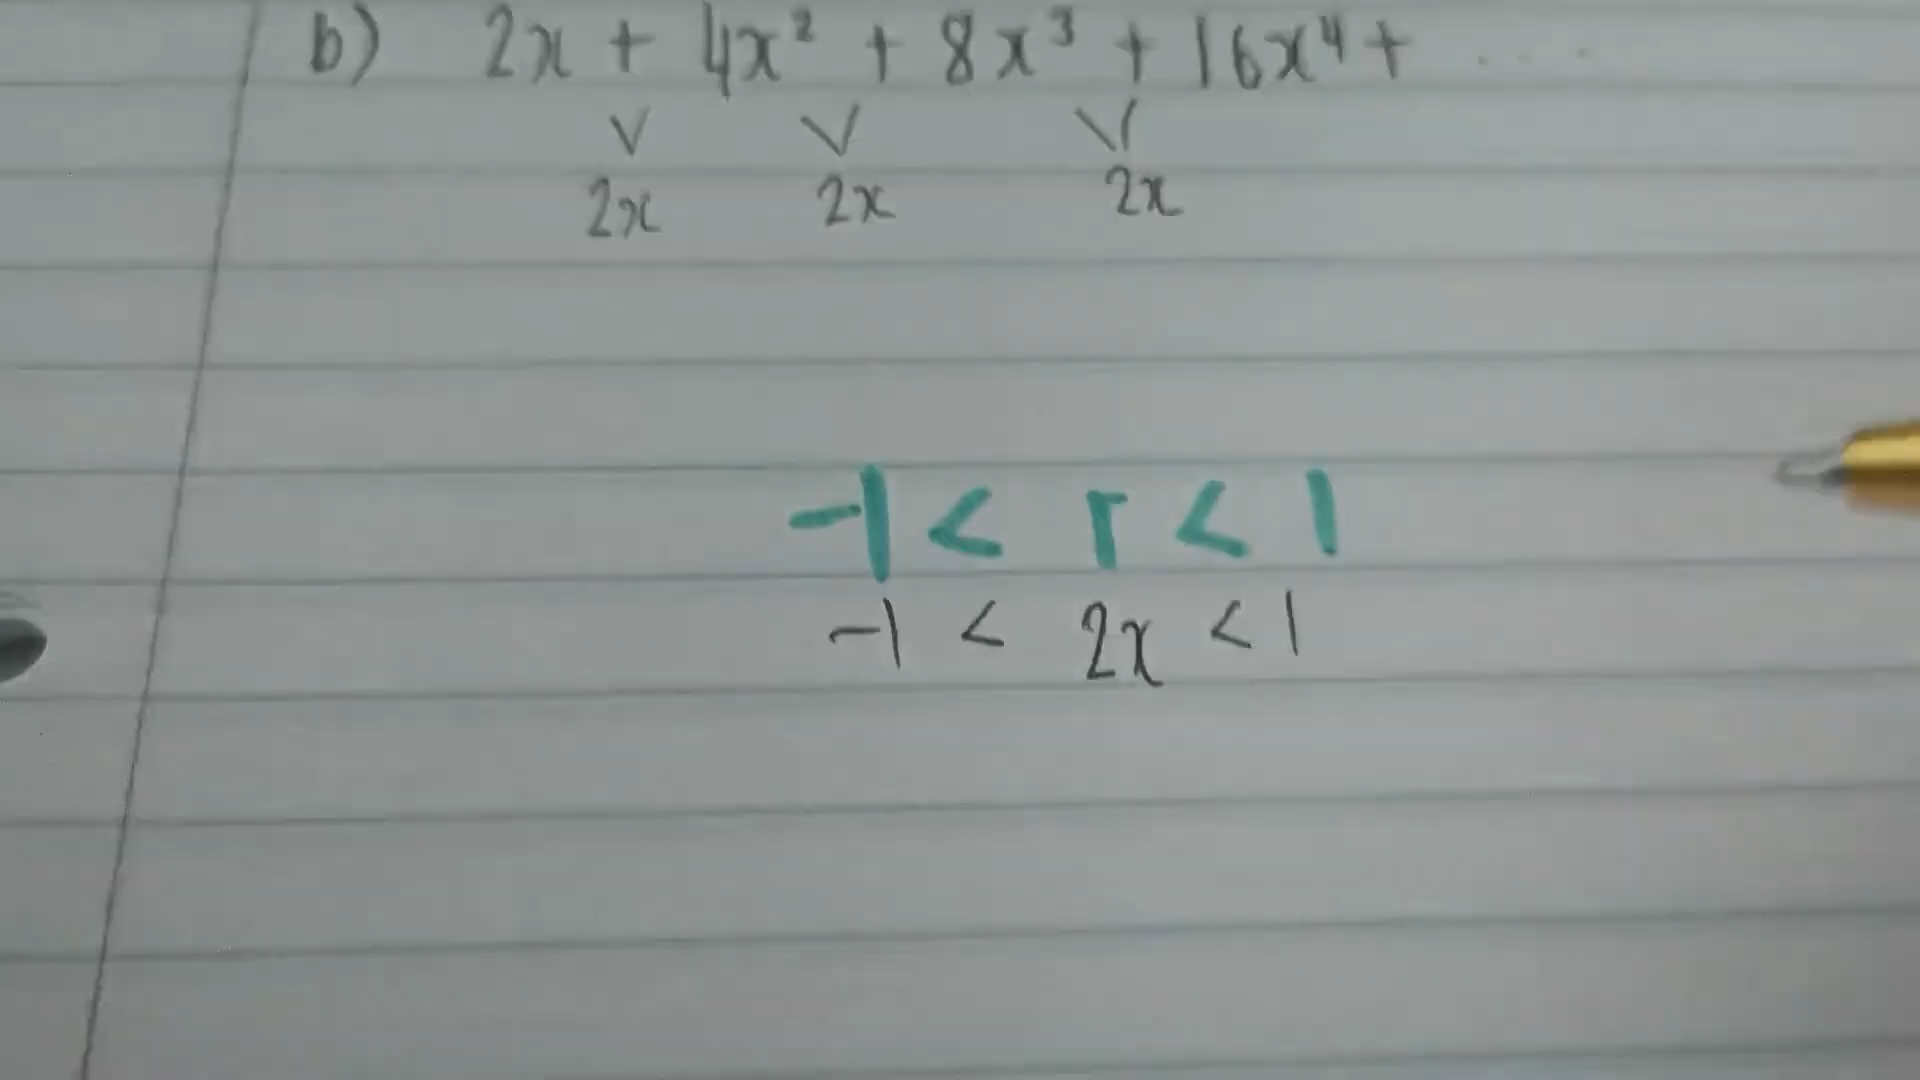 b) 2x + 4x² + 8x³ + 16x⁴ + ....
2x 2x 2x
-1 < r < 1
-1 < 2x < 1